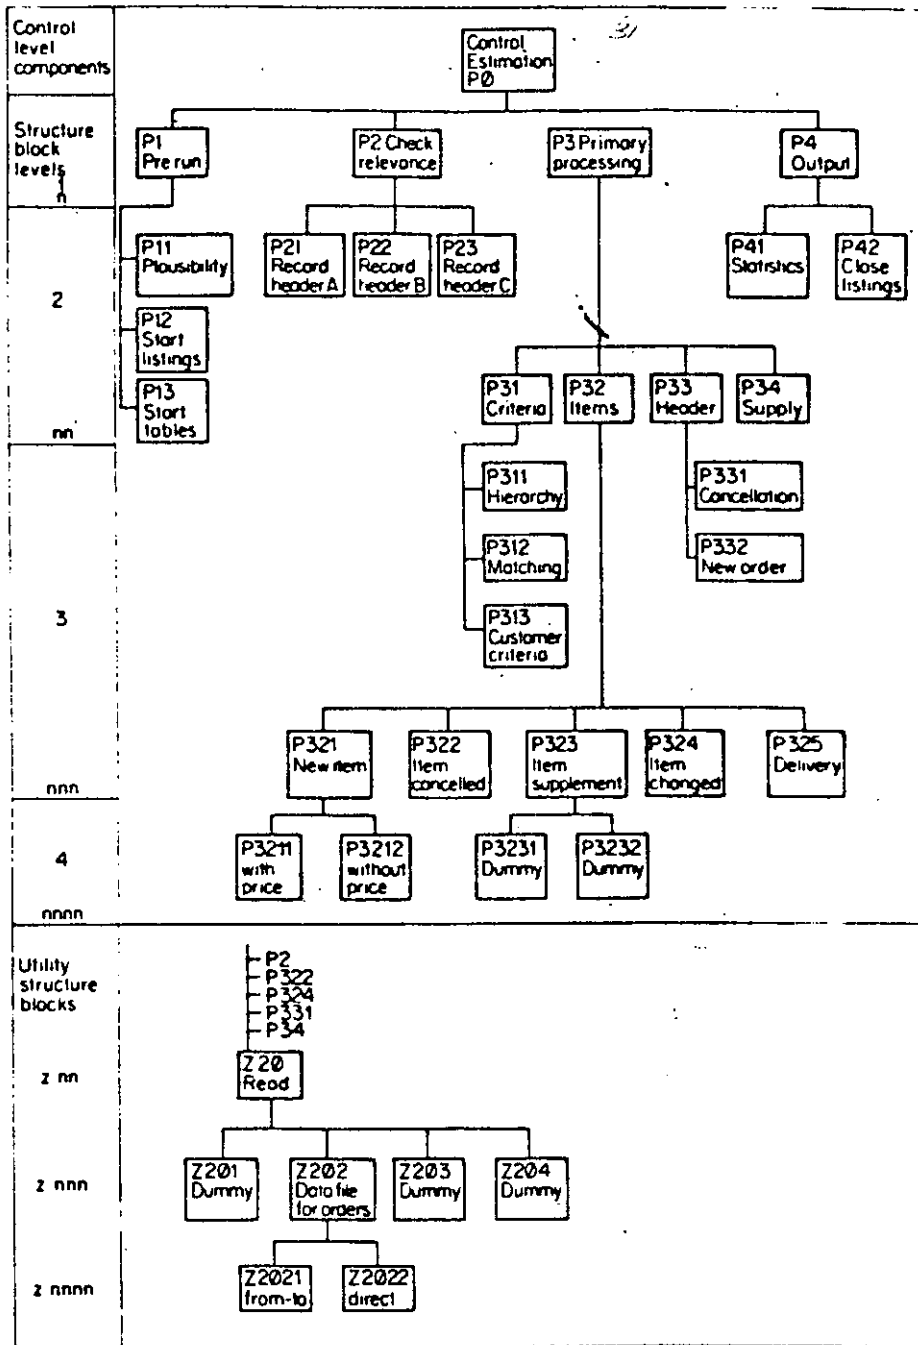 Control
level
components
Control
Estimation
PØ
Structure
block
levels
1
n
P1
Pre run
P2 Check
relevance
P3 Primary
processing
P4
Output
2
nn
P11
Plausibility
P12
Start
listings
P13
Start
tables
P21
Record
header A
P22
Record
header B
P23
Record
header C
P41
Statistics
P42
Close
listings
P31
Criteria
P32
Items
P33
Header
P34
Supply
3
nnn
P311
Hierarchy
P312
Matching
P313
Customer
criteria
P331
Cancellation
P332
New order
P321
New item
P322
Item
cancelled
P323
Item
supplement
P324
Item
changed
P325
Delivery
4
nnnn
P3211
with
price
P3212
without
price
P3231
Dummy
P3232
Dummy
Utility
structure
blocks
P2
P322
P324
P331
P34
z nn
Z20
Read
z nnn
Z201
Dummy
Z202
Data file
for orders
Z203
Dummy
Z204
Dummy
z nnnn
Z2021
from-to
Z2022
direct